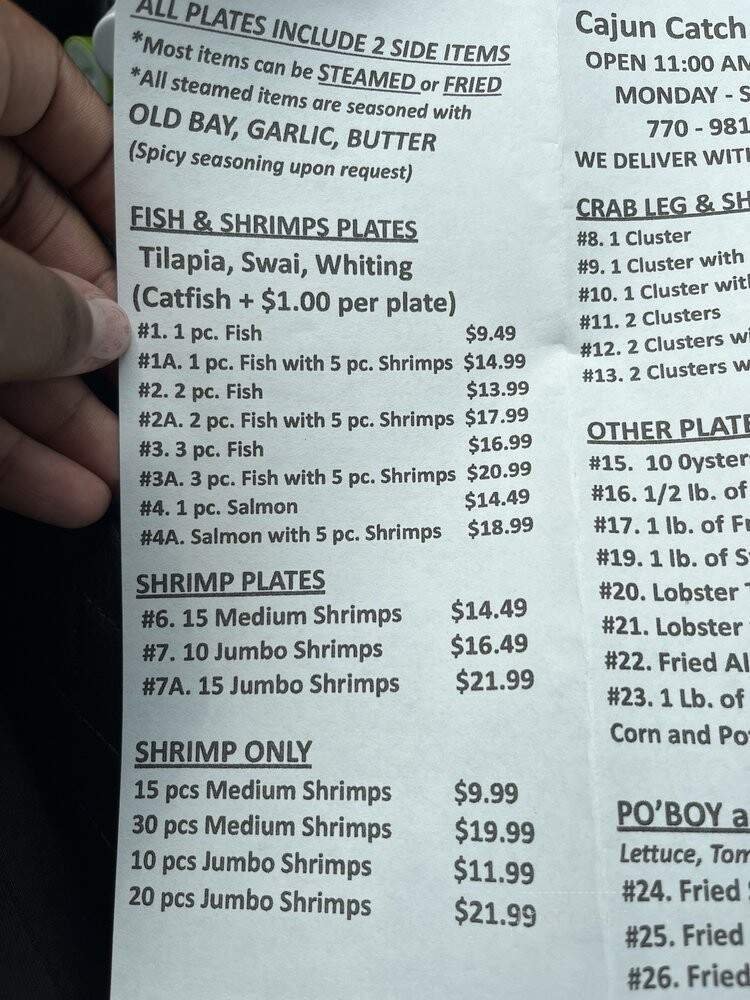 ALL PLATES INCLUDE 2 SIDE ITEMS
*Most items can be STEAMED or FRIED
*All steamed items are seasoned with
OLD BAY, GARLIC, BUTTER
(Spicy seasoning upon request)
FISH & SHRIMPS PLATES
Tilapia, Swai, Whiting
(Catfish + $1.00 per plate)
#1. 1 pc. Fish $9.49
#1A. 1 pc. Fish with 5 pc. Shrimps $14.99
#2. 2 pc. Fish $13.99
#2A. 2 pc. Fish with 5 pc. Shrimps $17.99
#3. 3 pc. Fish $16.99
#3A. 3 pc. Fish with 5 pc. Shrimps $20.99
#4. 1 pc. Salmon $14.49
#4A. Salmon with 5 pc. Shrimps $18.99
SHRIMP PLATES
#6. 15 Medium Shrimps $14.49
#7. 10 Jumbo Shrimps $16.49
#7A. 15 Jumbo Shrimps $21.99
SHRIMP ONLY
15 pcs Medium Shrimps $9.99
30 pcs Medium Shrimps $19.99
10 pcs Jumbo Shrimps $11.99
20 pcs Jumbo Shrimps $21.99
Cajun Catch
OPEN 11:00 AM
MONDAY - S
770 - 981
WE DELIVER WITH
CRAB LEG & SH
#8. 1 Cluster
#9. 1 Cluster with
#10. 1 Cluster with
#11. 2 Clusters
#12. 2 Clusters wi
#13. 2 Clusters w
OTHER PLATE
#15. 10 Oyster
#16. 1/2 lb. of
#17. 1 lb. of Fr
#19. 1 lb. of S
#20. Lobster T
#21. Lobster
#22. Fried Al
#23. 1 Lb. of
Corn and Po
PO'BOY a
Lettuce, Tom
#24. Fried S
#25. Fried
#26. Fried